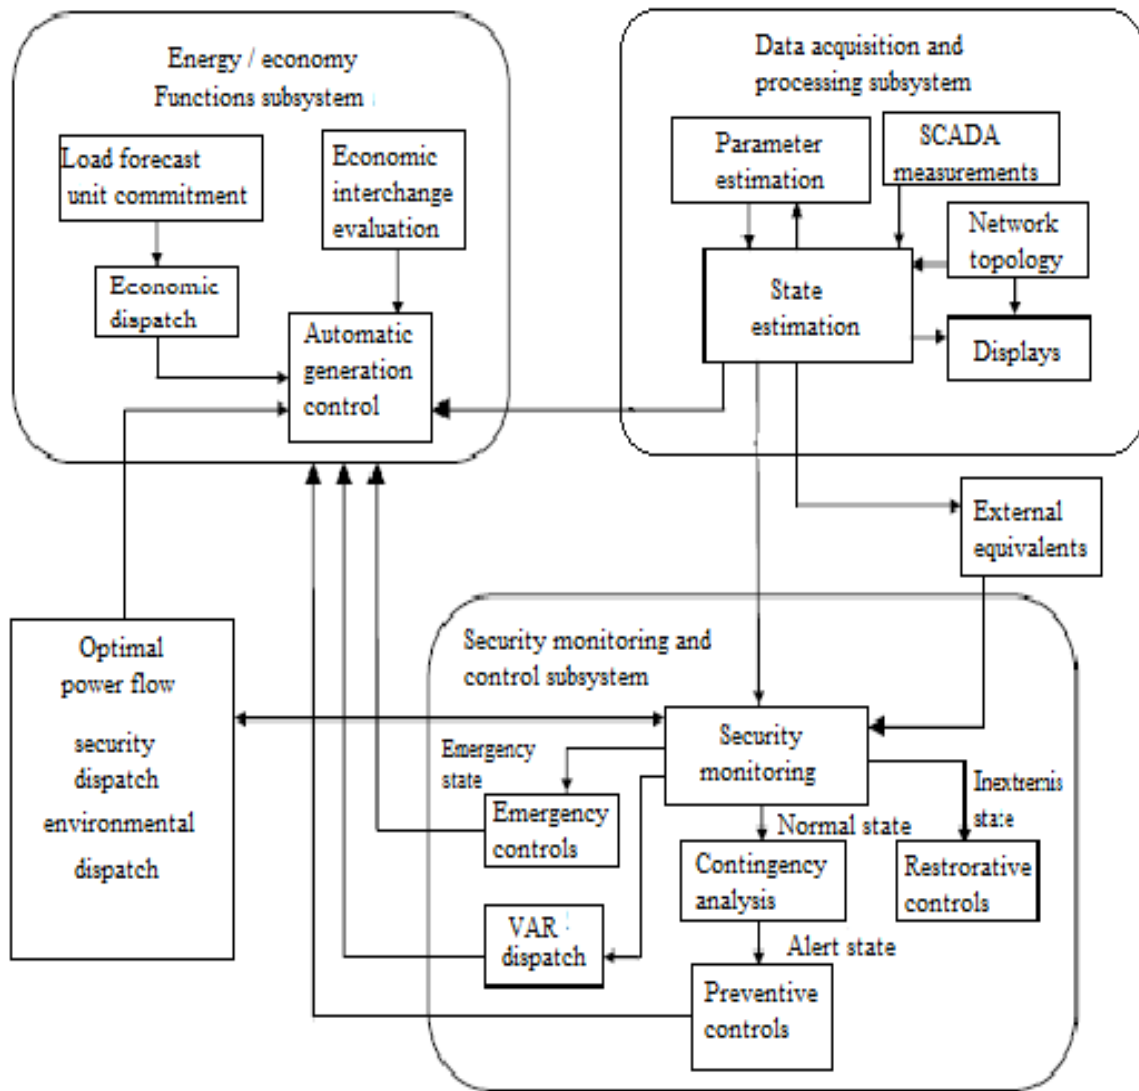 Energy / economy
Functions subsystem
Load forecast
unit commitment
Economic
interchange
evaluation
Economic
dispatch
Automatic
generation
control
Data acquisition and
processing subsystem
Parameter
estimation
SCADA
measurements
Network
topology
State
estimation
Displays
External
equivalents
Optimal
power flow
security
dispatch
environmental
dispatch
Security monitoring and
control subsystem
Security
monitoring
Emergency
state
Emergency
controls
Normal state
Inextremis
state
Contingency
analysis
Restrorative
controls
VAR
dispatch
Alert state
Preventive
controls